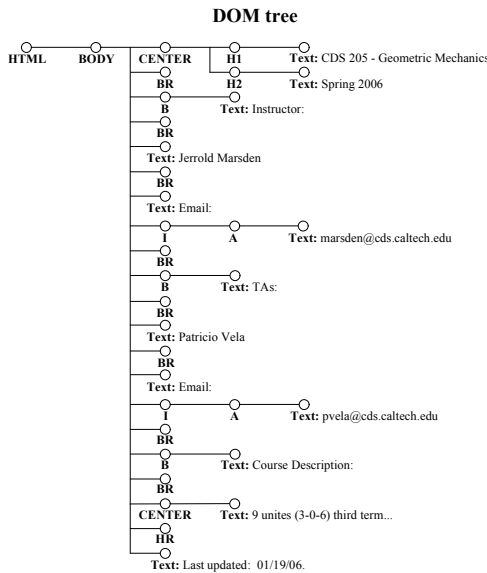 DOM tree
HTML BODY CENTER H1 Text: CDS 205 - Geometric Mechanics
BR H2 Text: Spring 2006
B Text: Instructor:
BR
Text: Jerrold Marsden
BR
Text: Email:
I A Text: marsden@cds.caltech.edu
BR
B Text: TAs:
BR
Text: Patricio Vela
BR
Text: Email:
I A Text: pvela@cds.caltech.edu
BR
B Text: Course Description:
BR
CENTER Text: 9 unites (3-0-6) third term...
HR
Text: Last updated: 01/19/06.